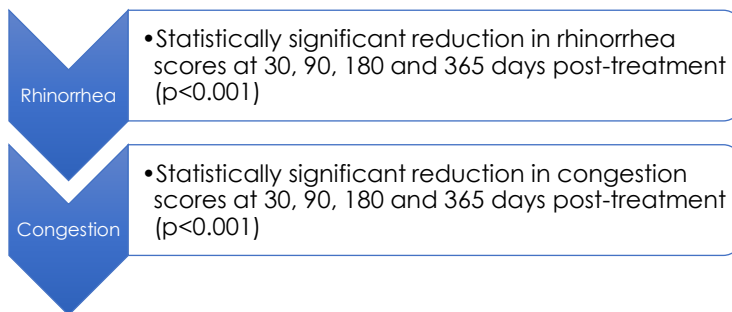 Rhinorrhea
•Statistically significant reduction in rhinorrhea
scores at 30, 90, 180 and 365 days post-treatment
(p<0.001)
Congestion
•Statistically significant reduction in congestion
scores at 30, 90, 180 and 365 days post-treatment
(p<0.001)